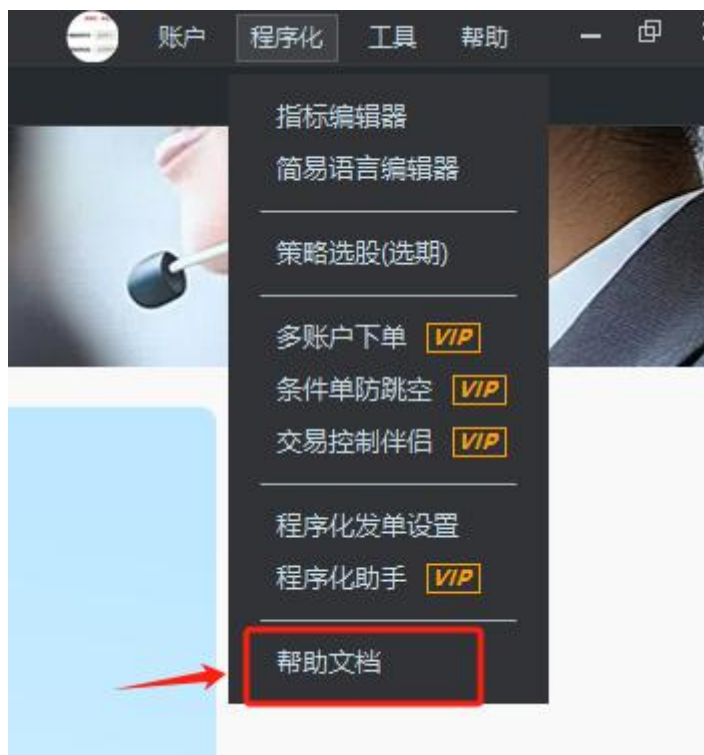 账户 程序化 工具 帮助
指标编辑器
简易语言编辑器
策略选股(选期)
多账户下单 VIP
条件单防跳空 VIP
交易控制伴侣 VIP
程序化发单设置
程序化助手 VIP
帮助文档